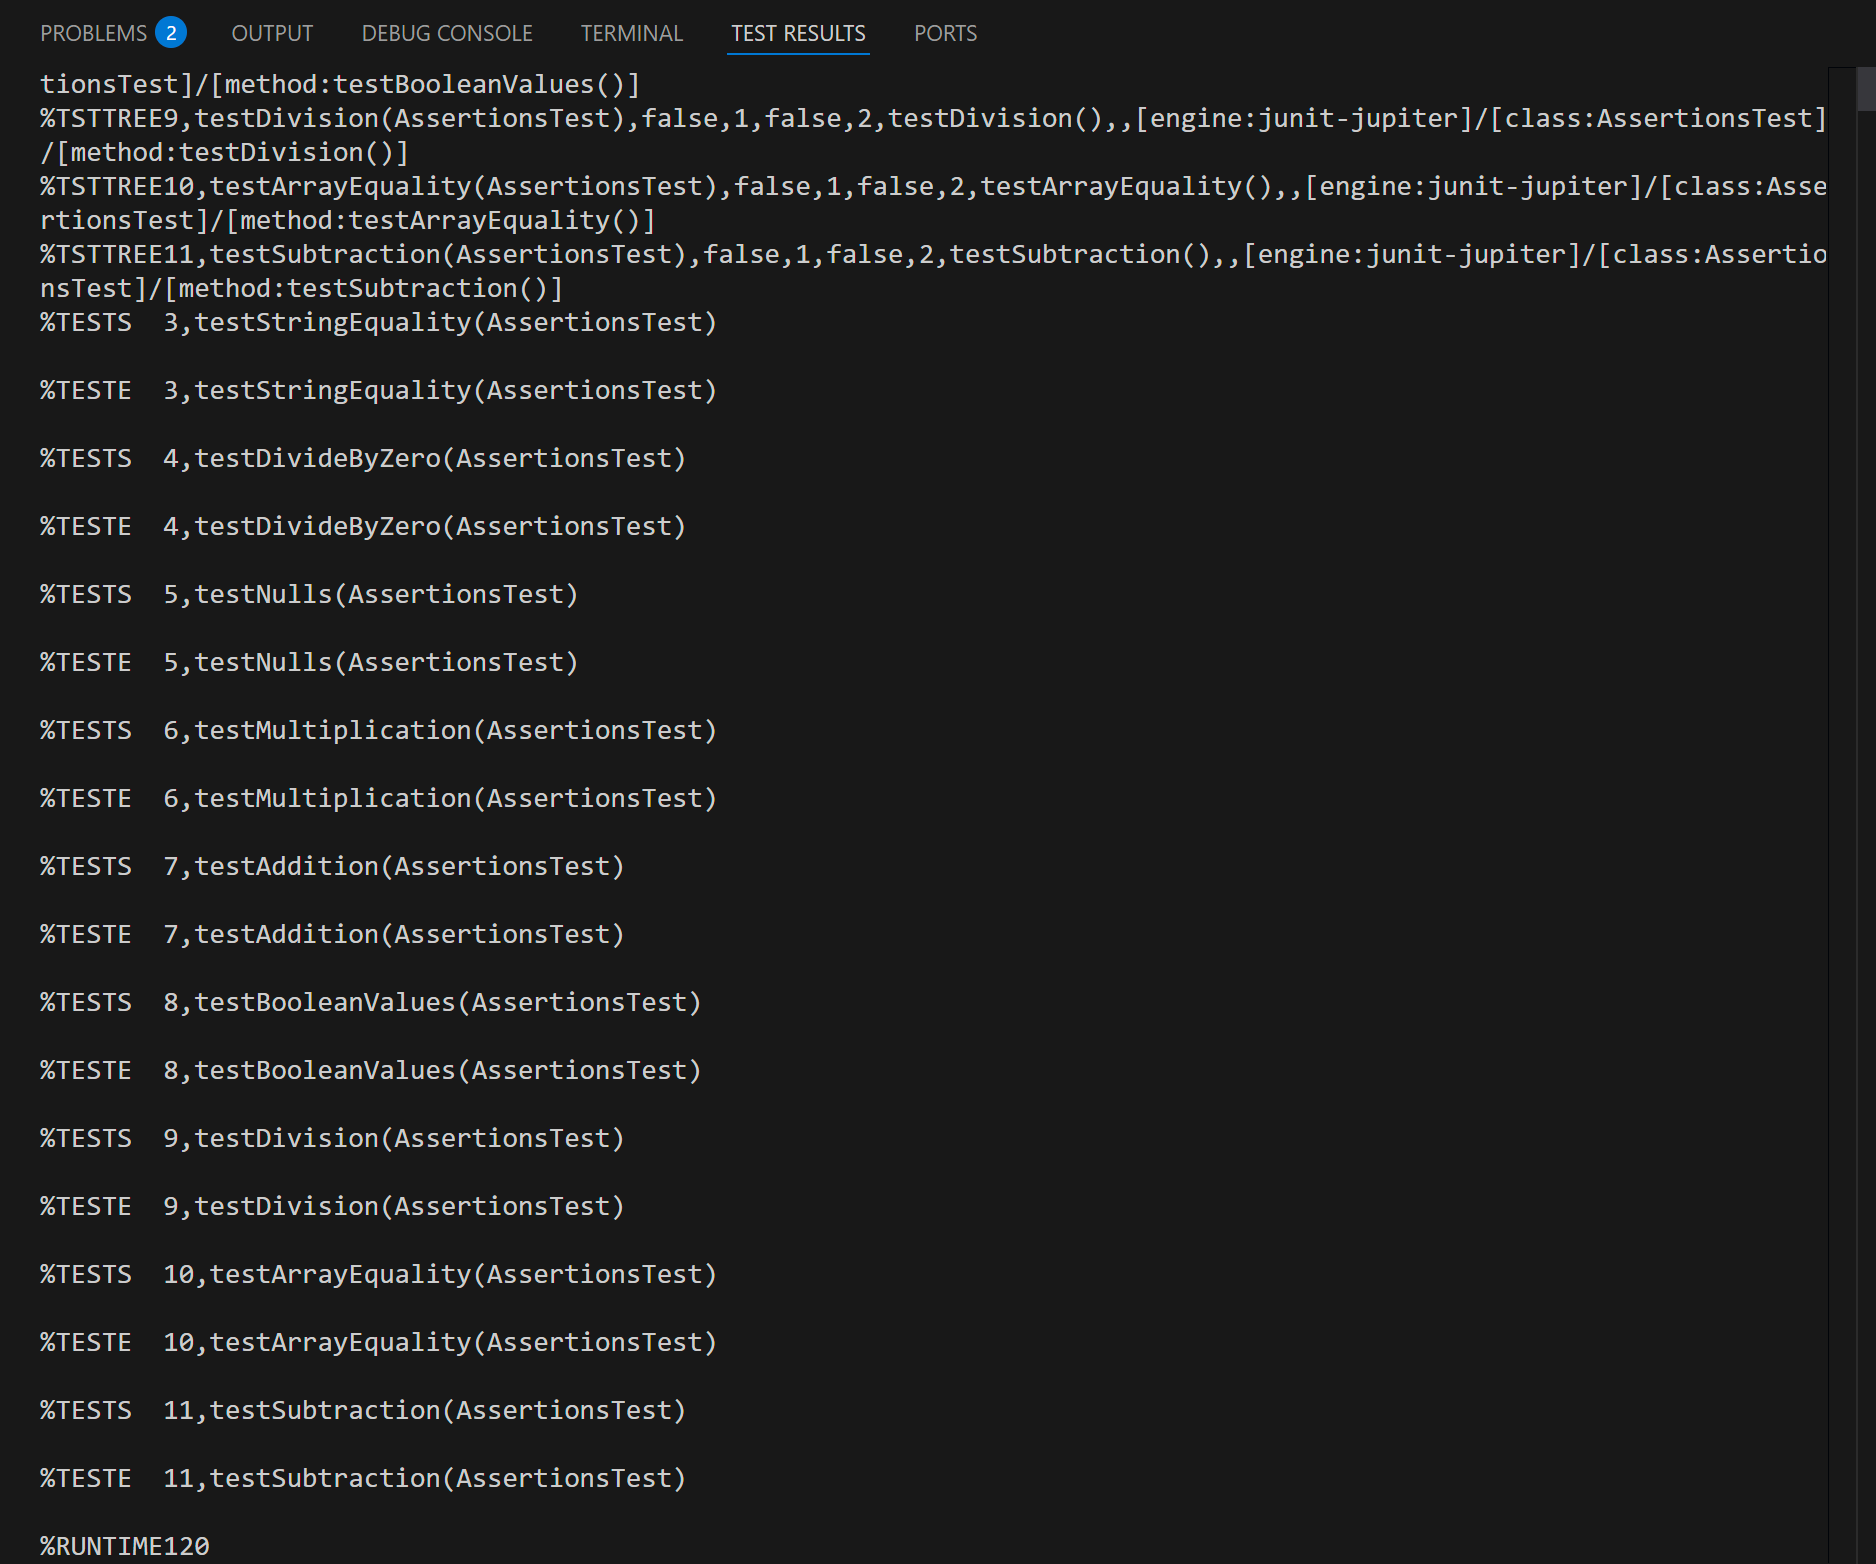 PROBLEMS 2 OUTPUT DEBUG CONSOLE TERMINAL TEST RESULTS PORTS
tionsTest]/[method:testBooleanValues()]
%TSTTREE9,testDivision(AssertionsTest),false,1,false,2,testDivision(),,[engine:junit-jupiter]/[class:AssertionsTest]
/[method:testDivision()]
%TSTTREE10,testArrayEquality(AssertionsTest),false,1,false,2,testArrayEquality(),,[engine:junit-jupiter]/[class:Asse
rtionsTest]/[method:testArrayEquality()]
%TSTTREE11,testSubtraction(AssertionsTest),false,1,false,2,testSubtraction(),,[engine:junit-jupiter]/[class:Assertio
nsTest]/[method:testSubtraction()]
%TESTS  3,testStringEquality(AssertionsTest)
%TESTE  3,testStringEquality(AssertionsTest)
%TESTS  4,testDivideByZero(AssertionsTest)
%TESTE  4,testDivideByZero(AssertionsTest)
%TESTS  5,testNulls(AssertionsTest)
%TESTE  5,testNulls(AssertionsTest)
%TESTS  6,testMultiplication(AssertionsTest)
%TESTE  6,testMultiplication(AssertionsTest)
%TESTS  7,testAddition(AssertionsTest)
%TESTE  7,testAddition(AssertionsTest)
%TESTS  8,testBooleanValues(AssertionsTest)
%TESTE  8,testBooleanValues(AssertionsTest)
%TESTS  9,testDivision(AssertionsTest)
%TESTE  9,testDivision(AssertionsTest)
%TESTS  10,testArrayEquality(AssertionsTest)
%TESTE  10,testArrayEquality(AssertionsTest)
%TESTS  11,testSubtraction(AssertionsTest)
%TESTE  11,testSubtraction(AssertionsTest)
%RUNTIME120